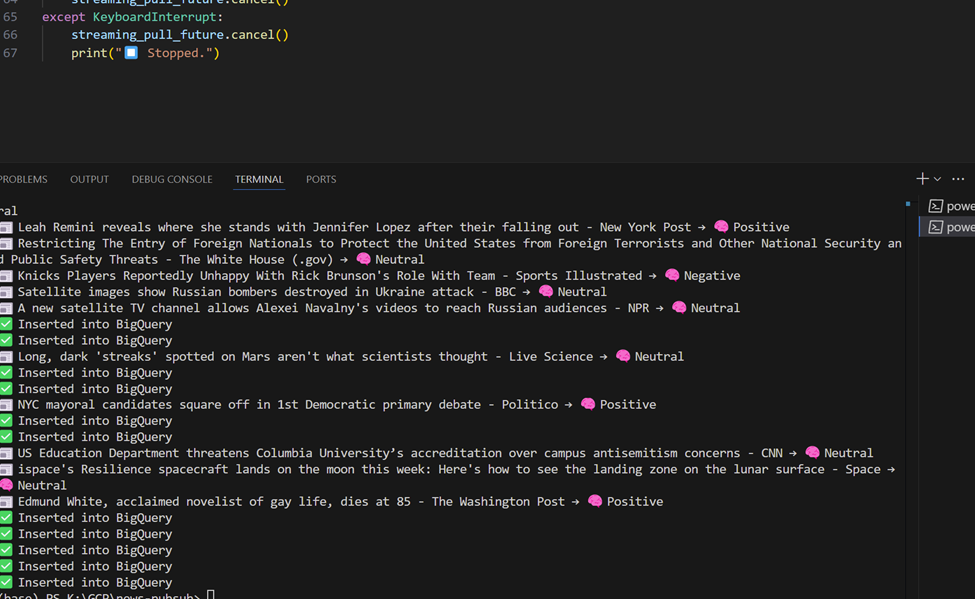 64 streaming_pull_future.cancel()
65 except KeyboardInterrupt:
66 streaming_pull_future.cancel()
67 print("⏹ Stopped.")
PROBLEMS OUTPUT DEBUG CONSOLE TERMINAL PORTS
powe
powe
ral
Leah Remini reveals where she stands with Jennifer Lopez after their falling out - New York Post → 🧠 Positive
Restricting The Entry of Foreign Nationals to Protect the United States from Foreign Terrorists and Other National Security an
d Public Safety Threats - The White House (.gov) → 🧠 Neutral
Knicks Players Reportedly Unhappy With Rick Brunson's Role With Team - Sports Illustrated → 🧠 Negative
Satellite images show Russian bombers destroyed in Ukraine attack - BBC → 🧠 Neutral
A new satellite TV channel allows Alexei Navalny's videos to reach Russian audiences - NPR → 🧠 Neutral
✅ Inserted into BigQuery
✅ Inserted into BigQuery
Long, dark 'streaks' spotted on Mars aren't what scientists thought - Live Science → 🧠 Neutral
✅ Inserted into BigQuery
✅ Inserted into BigQuery
NYC mayoral candidates square off in 1st Democratic primary debate - Politico → 🧠 Positive
✅ Inserted into BigQuery
✅ Inserted into BigQuery
US Education Department threatens Columbia University’s accreditation over campus antisemitism concerns - CNN → 🧠 Neutral
ispace's Resilience spacecraft lands on the moon this week: Here's how to see the landing zone on the lunar surface - Space →
🧠 Neutral
Edmund White, acclaimed novelist of gay life, dies at 85 - The Washington Post → 🧠 Positive
✅ Inserted into BigQuery
✅ Inserted into BigQuery
✅ Inserted into BigQuery
✅ Inserted into BigQuery
✅ Inserted into BigQuery
(base) PS K:\GCP\news-pubsub>